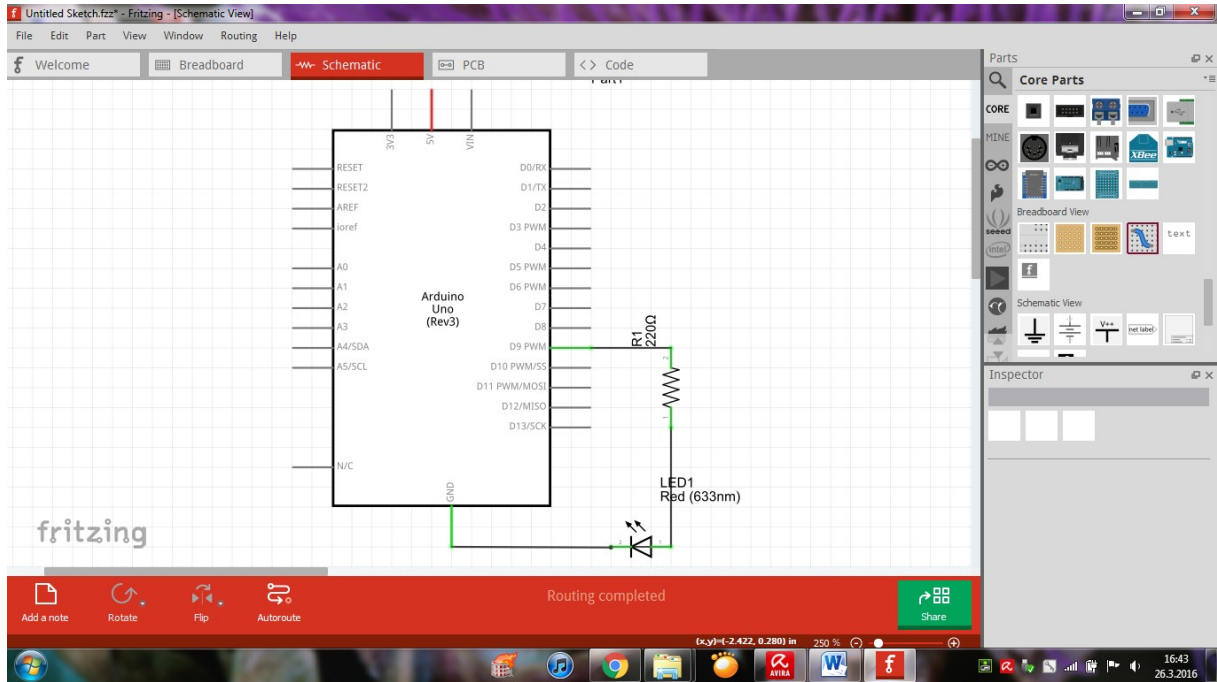 Untitled Sketch.fzz* - Fritzing - [Schematic View]
File Edit Part View Window Routing Help
Welcome Breadboard Schematic PCB <> Code
3V3 5V VIN
RESET
RESET2
AREF
ioref
A0
A1
A2
A3
A4/SDA
A5/SCL
N/C
Arduino
Uno
(Rev3)
D0/RX
D1/TX
D2
D3 PWM
D4
D5 PWM
D6 PWM
D7
D8
D9 PWM
D10 PWM/SS
D11 PWM/MOSI
D12/MISO
D13/SCK
GND
R1
220Ω
2
1
LED1
Red (633nm)
fritzing
Parts
Core Parts
CORE
MINE
XBee
Breadboard View
seeed
text
intel
Schematic View
V++
net label
Inspector
Add a note Rotate Flip Autoroute
Routing completed
Share
(x,y)=(-2.422, 0.280) in 250 %
AVIRA
16:43
26.3.2016